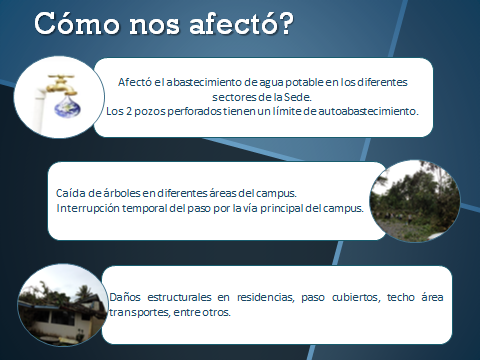 Cómo nos afectó?
Afectó el abastecimiento de agua potable en los diferentes
sectores de la Sede.
Los 2 pozos perforados tienen un límite de autoabastecimiento.
Caída de árboles en diferentes áreas del campus.
Interrupción temporal del paso por la vía principal del campus.
Daños estructurales en residencias, paso cubiertos, techo área
transportes, entre otros.